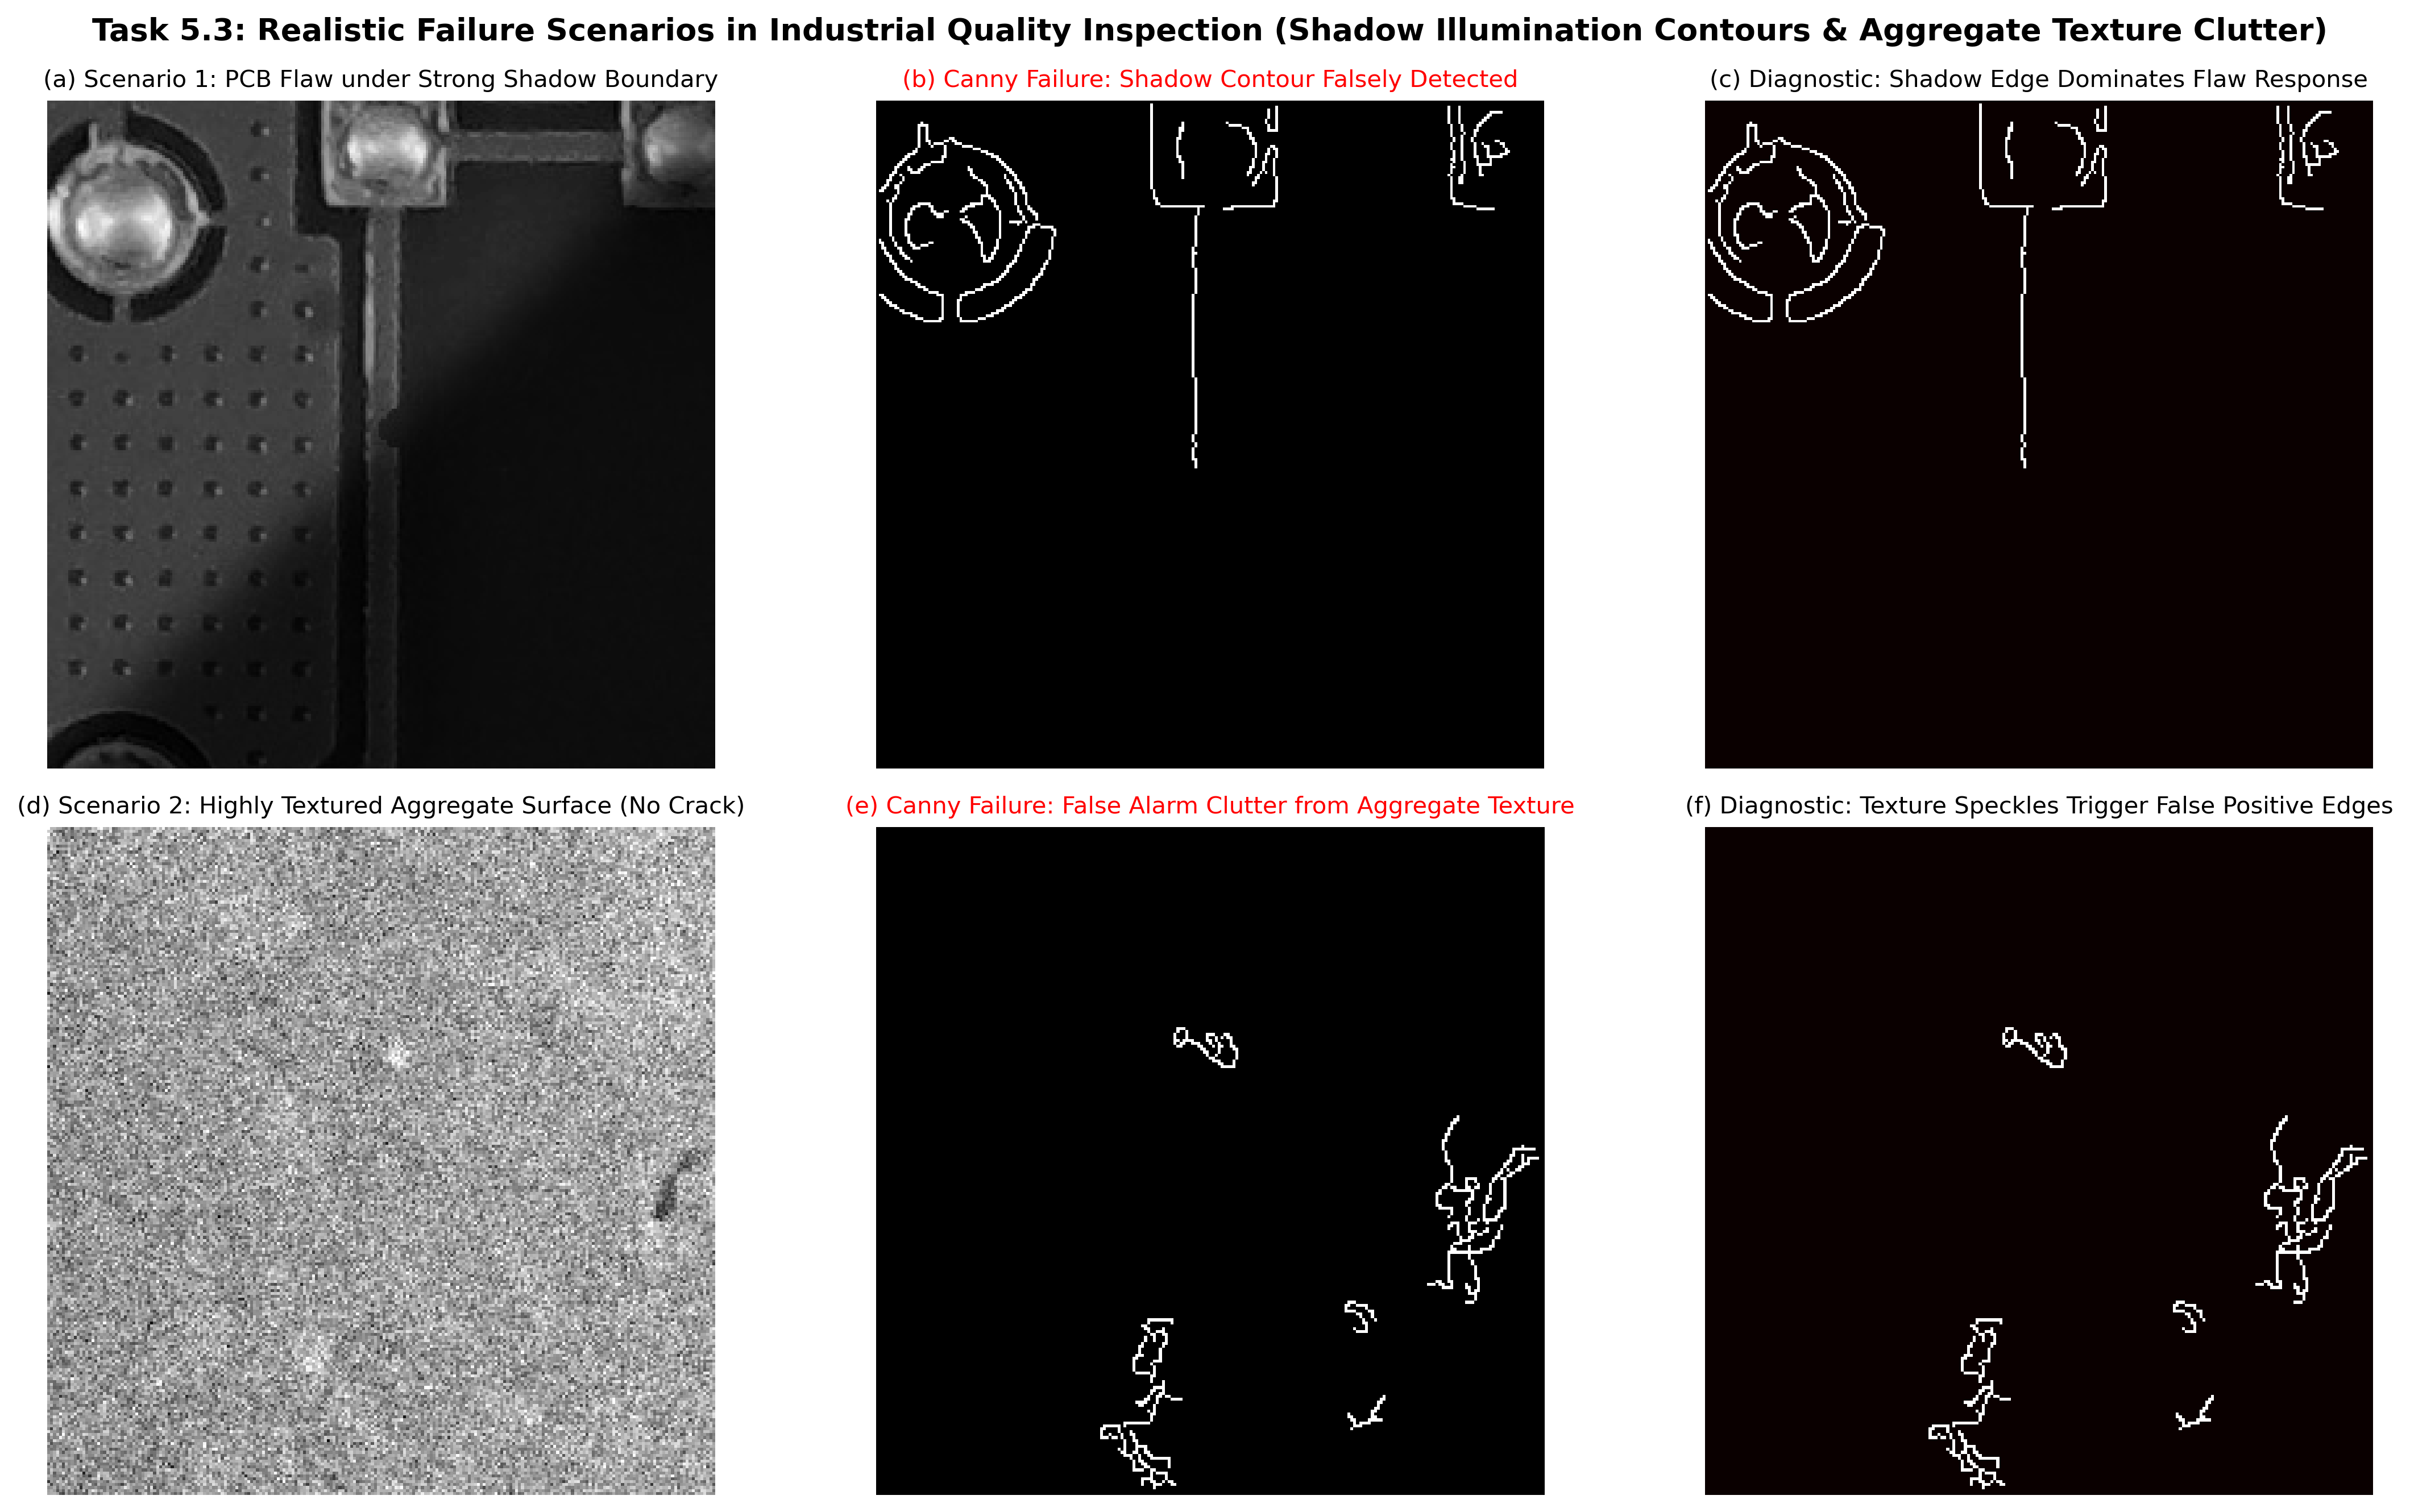 Task 5.3: Realistic Failure Scenarios in Industrial Quality Inspection (Shadow Illumination Contours & Aggregate Texture Clutter)
(a) Scenario 1: PCB Flaw under Strong Shadow Boundary
(b) Canny Failure: Shadow Contour Falsely Detected
(c) Diagnostic: Shadow Edge Dominates Flaw Response
(d) Scenario 2: Highly Textured Aggregate Surface (No Crack)
(e) Canny Failure: False Alarm Clutter from Aggregate Texture
(f) Diagnostic: Texture Speckles Trigger False Positive Edges